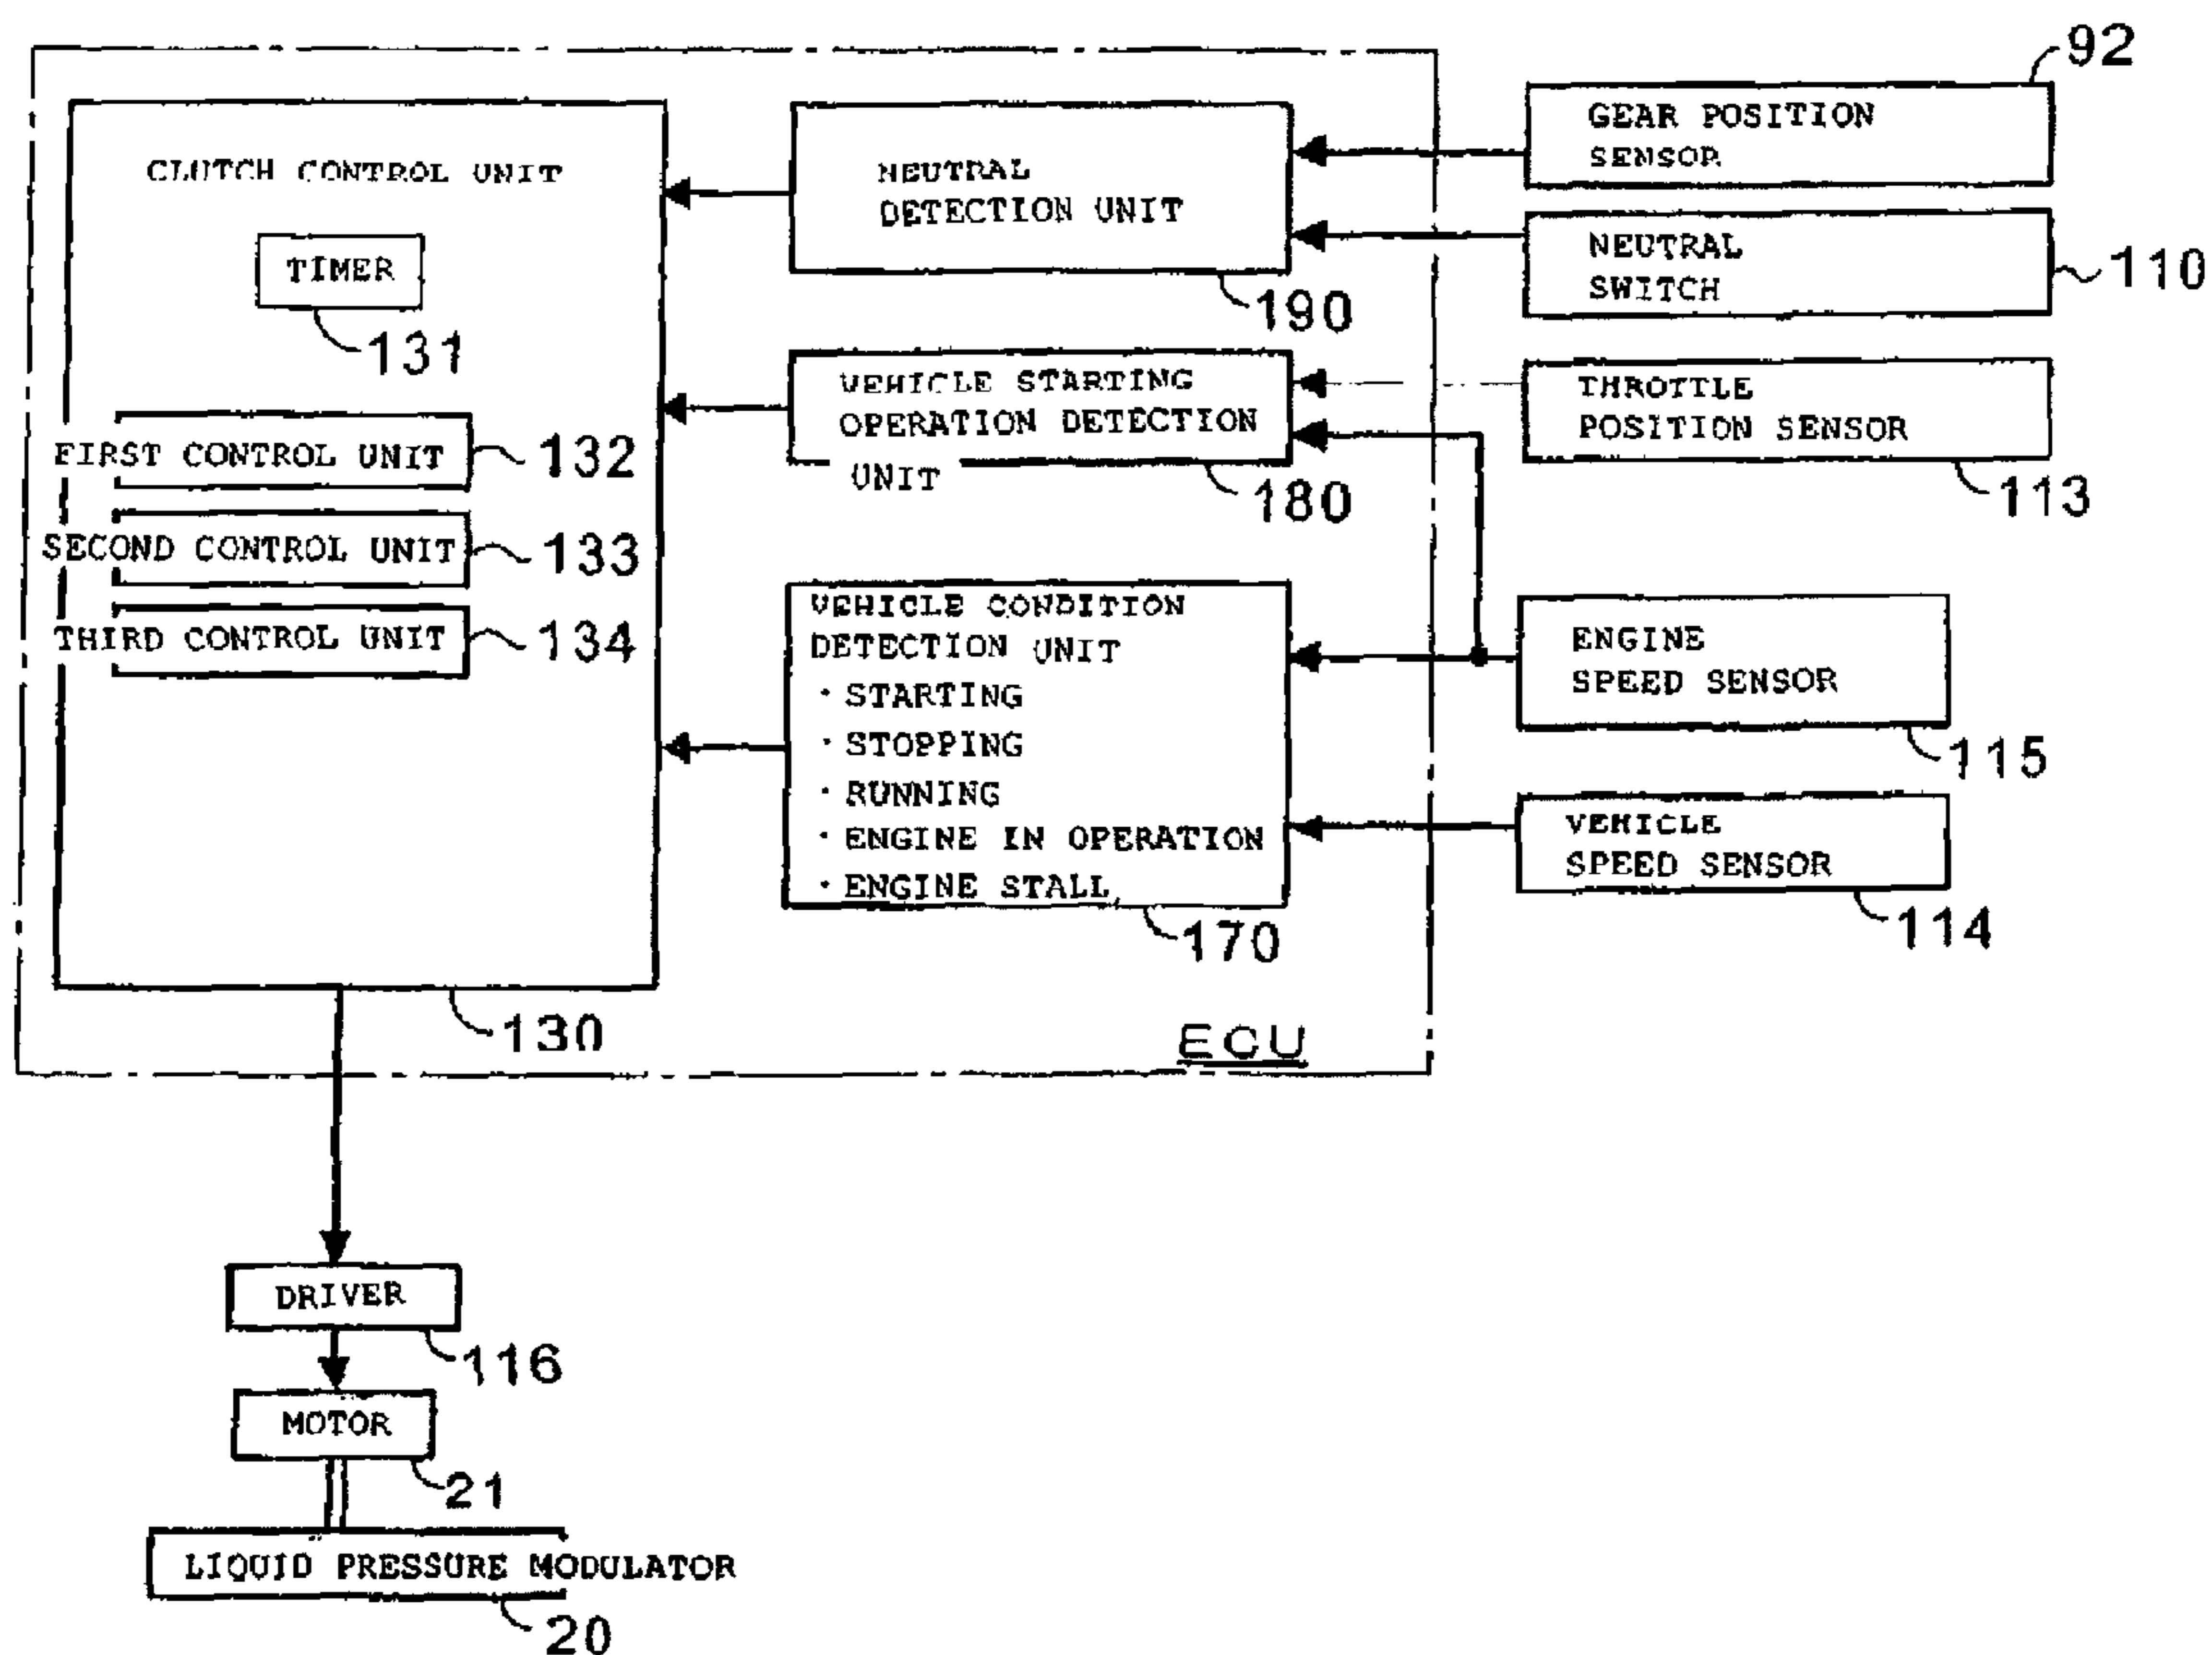 92
GEAR POSITION
SENSOR
CLUTCH CONTROL UNIT
NEUTRAL
DETECTION UNIT
NEUTRAL
SWITCH
110
TIMER
190
131
VEHICLE STARTING
OPERATION DETECTION
UNIT
THROTTLE
POSITION SENSOR
FIRST CONTROL UNIT
132
180
113
SECOND CONTROL UNIT
133
THIRD CONTROL UNIT
134
VEHICLE CONDITION
DETECTION UNIT
· STARTING
· STOPPING
· RUNNING
· ENGINE IN OPERATION
· ENGINE STALL
ENGINE
SPEED SENSOR
115
VEHICLE
SPEED SENSOR
114
170
130
ECU
DRIVER
116
MOTOR
21
LIQUID PRESSURE MODULATOR
20